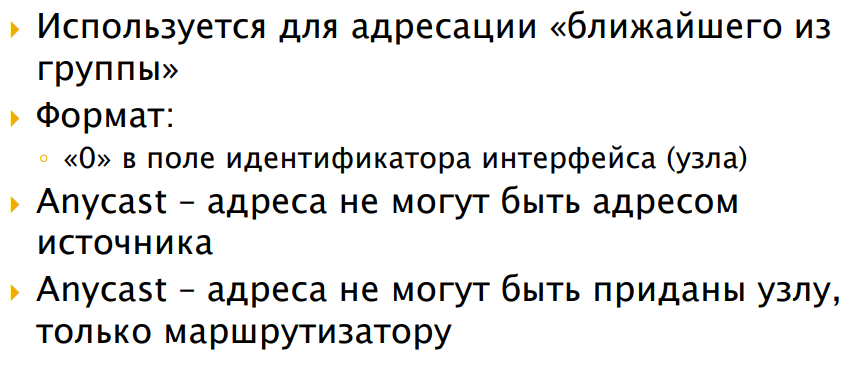 Используется для адресации «ближайшего из
группы»
Формат:
«0» в поле идентификатора интерфейса (узла)
Anycast – адреса не могут быть адресом
источника
Anycast – адреса не могут быть приданы узлу,
только маршрутизатору